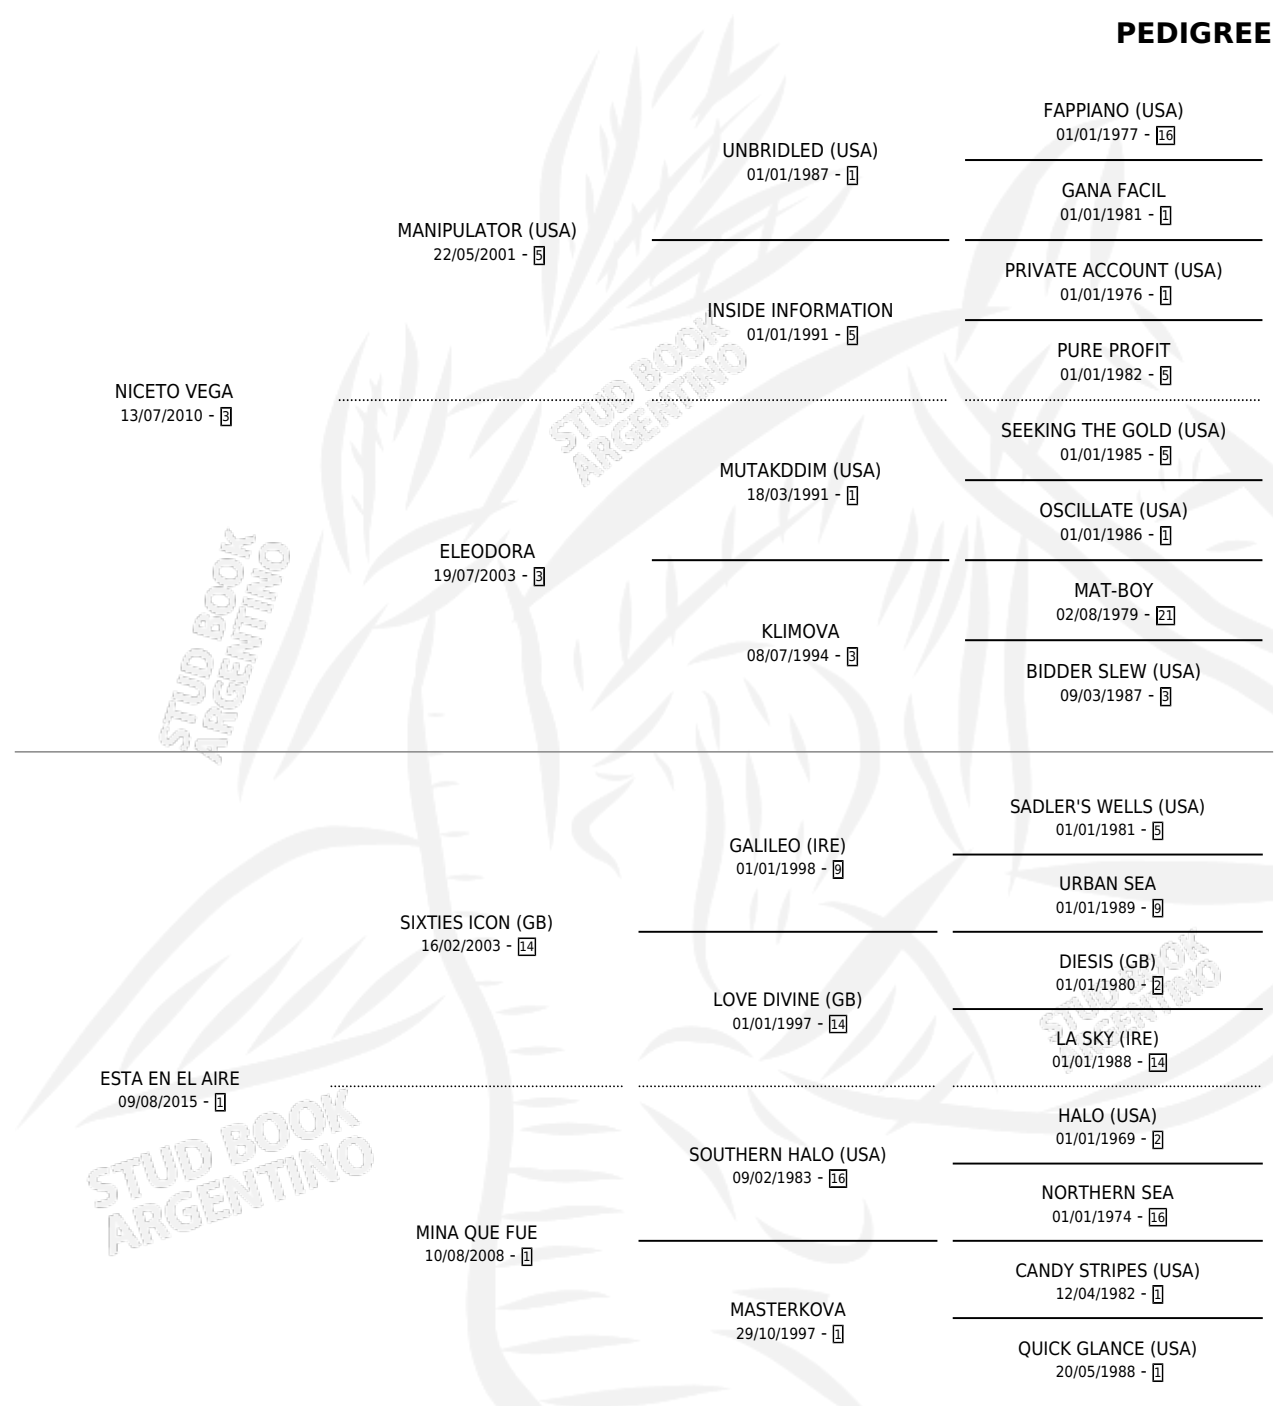 PEDIGREE
FAPPIANO (USA)
01/01/1977 - 16
UNBRIDLED (USA)
01/01/1987 - 1
GANA FACIL
01/01/1981 - 1
MANIPULATOR (USA)
22/05/2001 - 5
PRIVATE ACCOUNT (USA)
01/01/1976 - 1
INSIDE INFORMATION
01/01/1991 - 5
PURE PROFIT
01/01/1982 - 5
NICETO VEGA
13/07/2010 - 3
SEEKING THE GOLD (USA)
01/01/1985 - 5
MUTAKDDIM (USA)
18/03/1991 - 1
OSCILLATE (USA)
01/01/1986 - 1
ELEODORA
19/07/2003 - 3
MAT-BOY
02/08/1979 - 21
KLIMOVA
08/07/1994 - 3
BIDDER SLEW (USA)
09/03/1987 - 3
STUD BOOK
ARGENTINO
STUD BOOK
ARGENTINO
SADLER'S WELLS (USA)
01/01/1981 - 5
GALILEO (IRE)
01/01/1998 - 9
URBAN SEA
01/01/1989 - 9
SIXTIES ICON (GB)
16/02/2003 - 14
DIESIS (GB)
01/01/1980 - 2
LOVE DIVINE (GB)
01/01/1997 - 14
LA SKY (IRE)
01/01/1988 - 14
ESTA EN EL AIRE
09/08/2015 - 1
HALO (USA)
01/01/1969 - 2
SOUTHERN HALO (USA)
09/02/1983 - 16
NORTHERN SEA
01/01/1974 - 16
MINA QUE FUE
10/08/2008 - 1
CANDY STRIPES (USA)
12/04/1982 - 1
MASTERKOVA
29/10/1997 - 1
QUICK GLANCE (USA)
20/05/1988 - 1
STUD BOOK
ARGENTINO
STUD BOOK
ARGENTINO